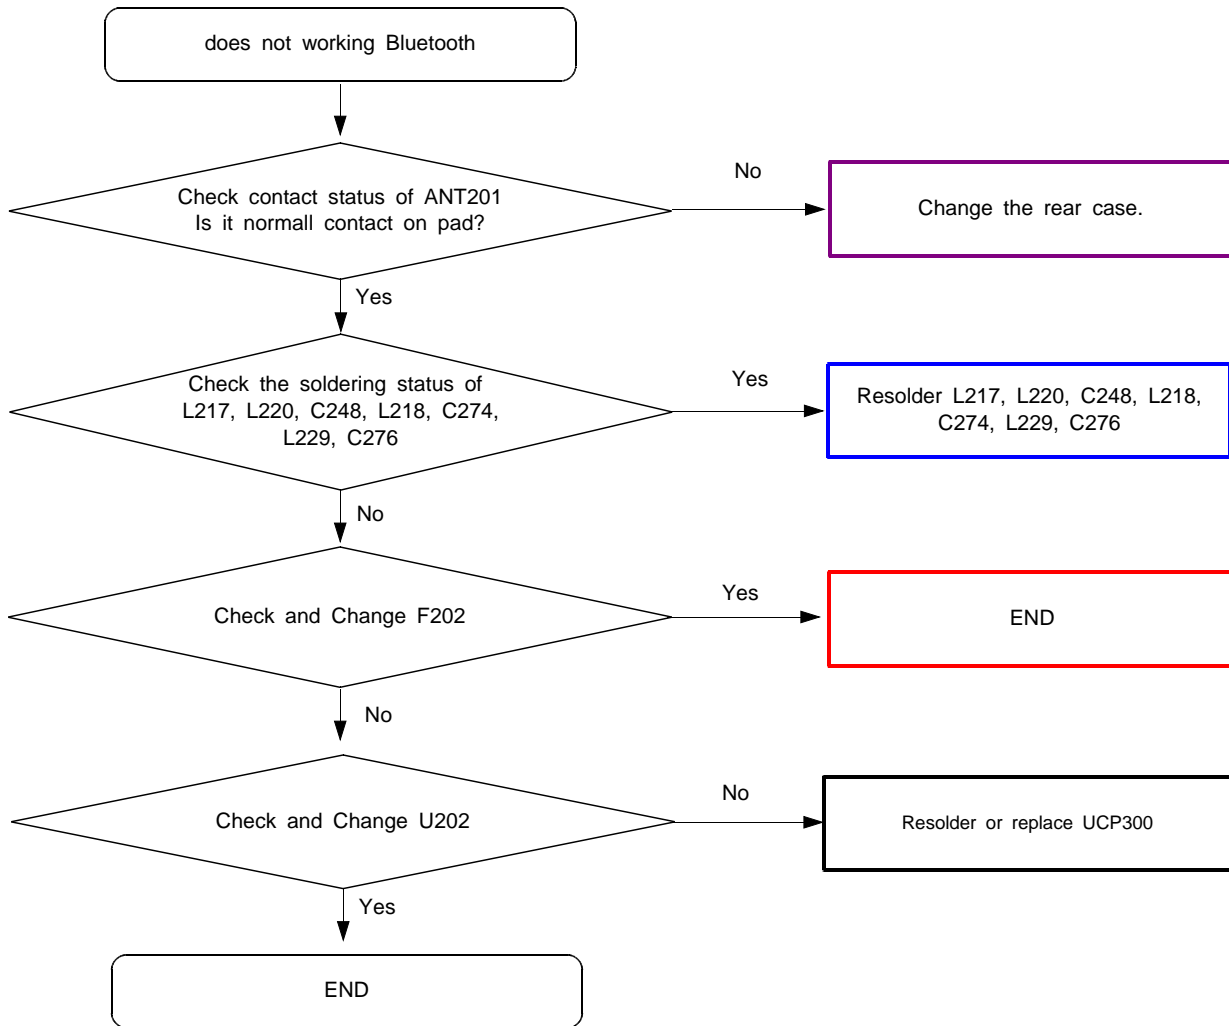 does not working Bluetooth
Check contact status of ANT201
Is it normall contact on pad?
No
Change the rear case.
Yes
Check the soldering status of
L217, L220, C248, L218, C274,
L229, C276
Yes
Resolder L217, L220, C248, L218,
C274, L229, C276
No
Check and Change F202
Yes
END
No
Check and Change U202
No
Resolder or replace UCP300
Yes
END